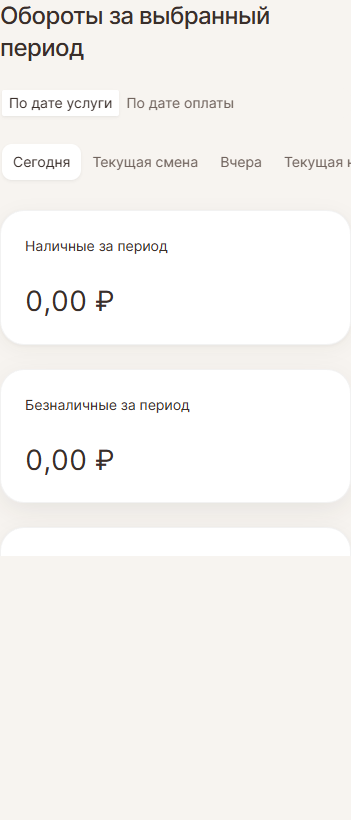 Обороты за выбранный
период
По дате услуги По дате оплаты
Сегодня Текущая смена Вчера Текущая
Наличные за период
0,00 ₽
Безналичные за период
0,00 ₽